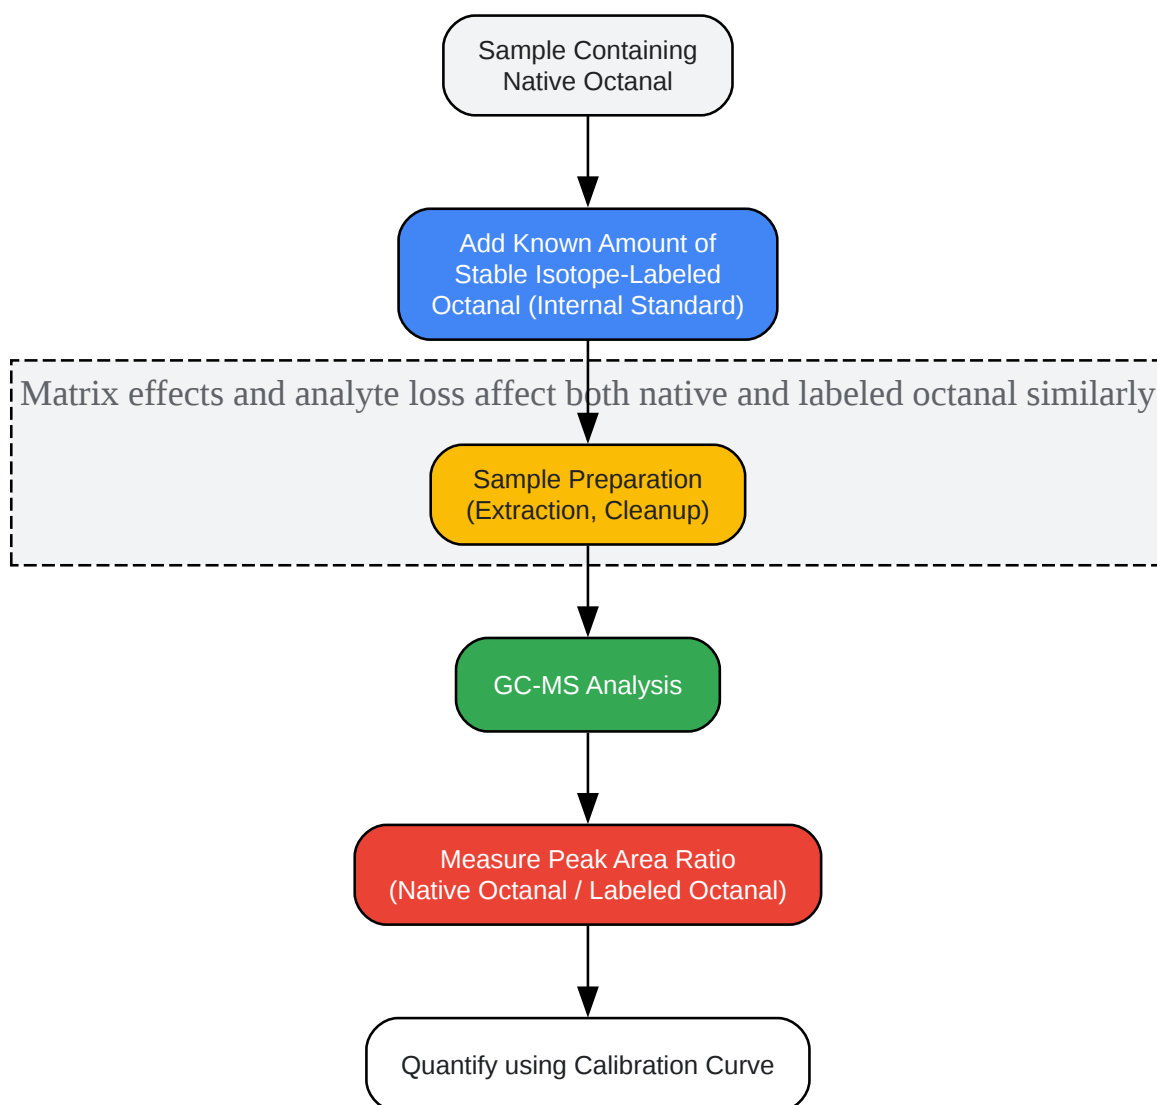 Sample Containing
Native Octanal
Add Known Amount of
Stable Isotope-Labeled
Octanal (Internal Standard)
Matrix effects and analyte loss affect both native and labeled octanal similarly
Sample Preparation
(Extraction, Cleanup)
GC-MS Analysis
Measure Peak Area Ratio
(Native Octanal / Labeled Octanal)
Quantify using Calibration Curve